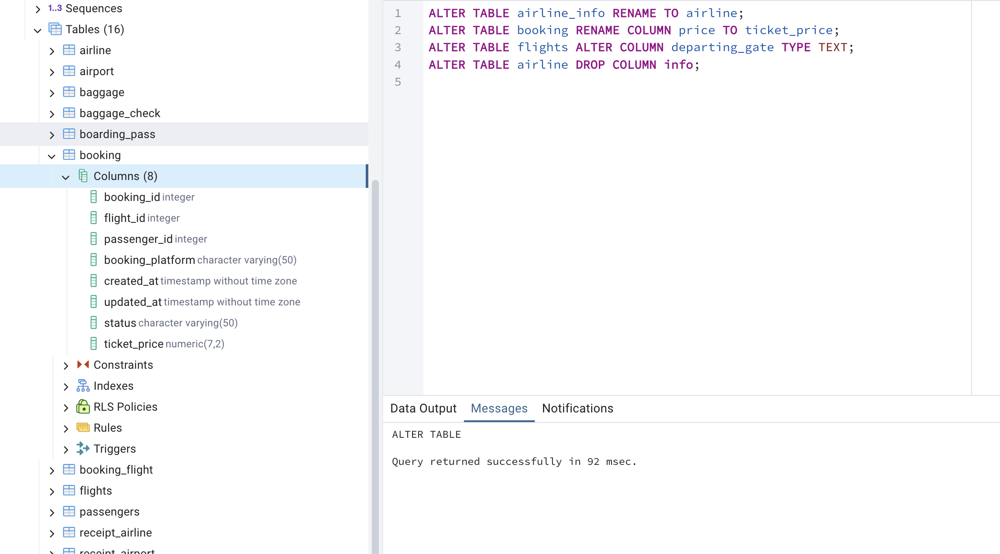 1..3 Sequences
Tables (16)
airline
airport
baggage
baggage_check
boarding_pass
booking
Columns (8)
booking_id integer
flight_id integer
passenger_id integer
booking_platform character varying(50)
created_at timestamp without time zone
updated_at timestamp without time zone
status character varying(50)
ticket_price numeric(7,2)
Constraints
Indexes
RLS Policies
Rules
Triggers
booking_flight
flights
passengers
receipt_airline
receipt_airport
1 ALTER TABLE airline_info RENAME TO airline;
2 ALTER TABLE booking RENAME COLUMN price TO ticket_price;
3 ALTER TABLE flights ALTER COLUMN departing_gate TYPE TEXT;
4 ALTER TABLE airline DROP COLUMN info;
5
Data Output Messages Notifications
ALTER TABLE
Query returned successfully in 92 msec.